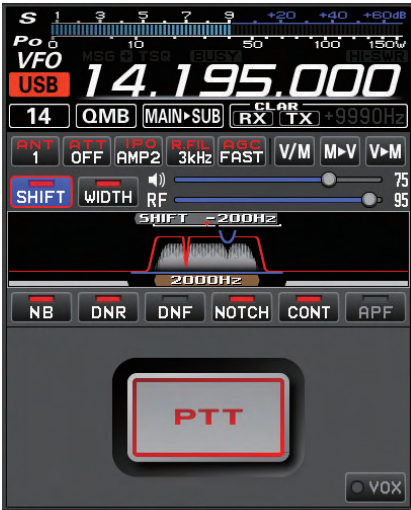 S 1 3 5 7 9 +20 +40 +60dB
Po 0 10 50 100 150W
VFO MSG + TSQ BUSY Hi-SWR
USB 14.195.000
14 QMB MAIN▸SUB CLAR RX TX +9990Hz
ANT ATT IPO R.FIL AGC
1 OFF AMP2 3kHz FAST V/M M▸V V▸M
75
SHIFT WIDTH RF 95
SHIFT -200Hz
2000Hz
NB DNR DNF NOTCH CONT APF
PTT
VOX